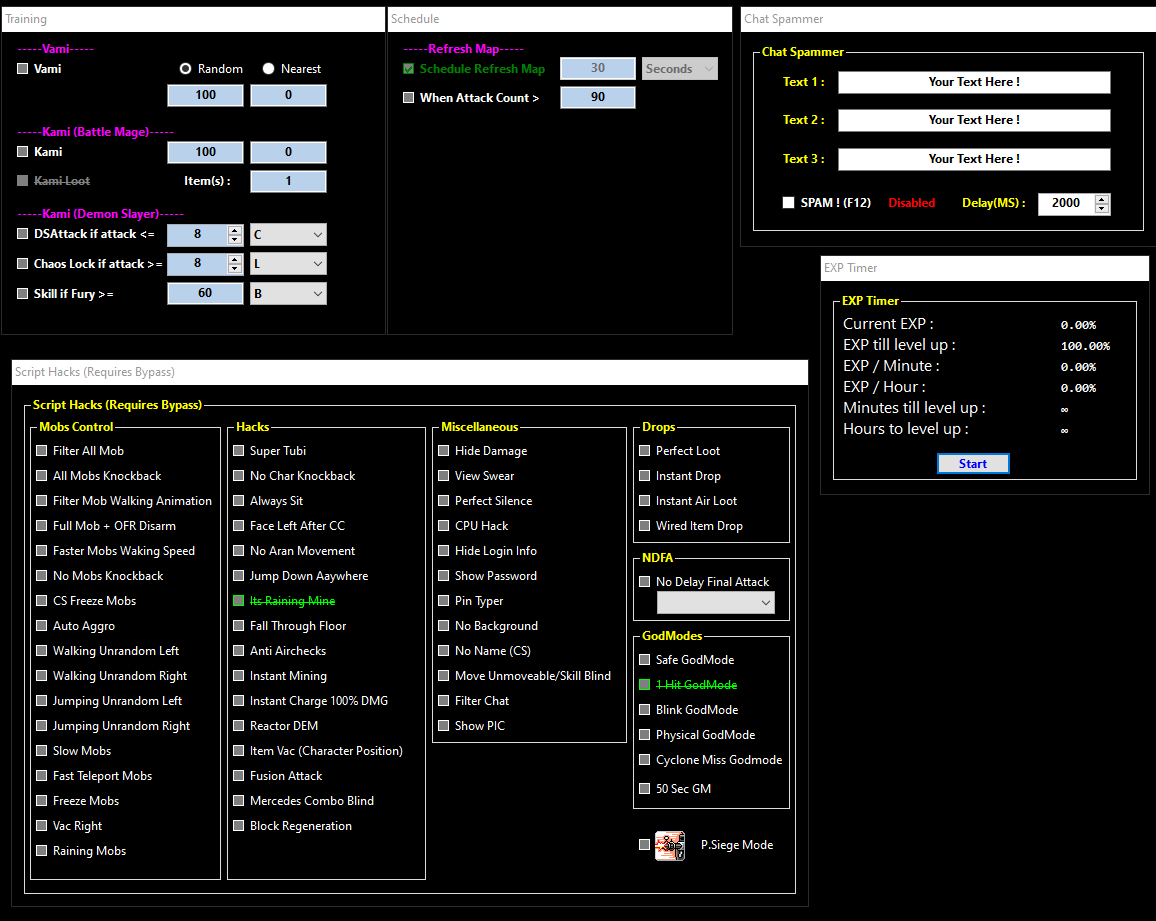 Training
-----Vami-----
Vami
Random
Nearest
100
0
-----Kami (Battle Mage)-----
Kami
100
0
Kami Loot
Item(s) :
1
-----Kami (Demon Slayer)-----
DSAttack if attack <=
8
C
Chaos Lock if attack >=
8
L
Skill if Fury >=
60
B
Schedule
-----Refresh Map-----
Schedule Refresh Map
30
Seconds
When Attack Count >
90
Chat Spammer
Chat Spammer
Text 1 :
Your Text Here !
Text 2 :
Your Text Here !
Text 3 :
Your Text Here !
SPAM ! (F12)
Disabled
Delay(MS) :
2000
EXP Timer
EXP Timer
Current EXP :
0.00%
EXP till level up :
100.00%
EXP / Minute :
0.00%
EXP / Hour :
0.00%
Minutes till level up :
∞
Hours to level up :
∞
Start
Script Hacks (Requires Bypass)
Script Hacks (Requires Bypass)
Mobs Control
Filter All Mob
All Mobs Knockback
Filter Mob Walking Animation
Full Mob + OFR Disarm
Faster Mobs Waking Speed
No Mobs Knockback
CS Freeze Mobs
Auto Aggro
Walking Unrandom Left
Walking Unrandom Right
Jumping Unrandom Left
Jumping Unrandom Right
Slow Mobs
Fast Teleport Mobs
Freeze Mobs
Vac Right
Raining Mobs
Hacks
Super Tubi
No Char Knockback
Always Sit
Face Left After CC
No Aran Movement
Jump Down Aaywhere
Its Raining Mine
Fall Through Floor
Anti Airchecks
Instant Mining
Instant Charge 100% DMG
Reactor DEM
Item Vac (Character Position)
Fusion Attack
Mercedes Combo Blind
Block Regeneration
Miscellaneous
Hide Damage
View Swear
Perfect Silence
CPU Hack
Hide Login Info
Show Password
Pin Typer
No Background
No Name (CS)
Move Unmoveable/Skill Blind
Filter Chat
Show PIC
Drops
Perfect Loot
Instant Drop
Instant Air Loot
Wired Item Drop
NDFA
No Delay Final Attack
GodModes
Safe GodMode
1 Hit GodMode
Blink GodMode
Physical GodMode
Cyclone Miss Godmode
50 Sec GM
P.Siege Mode